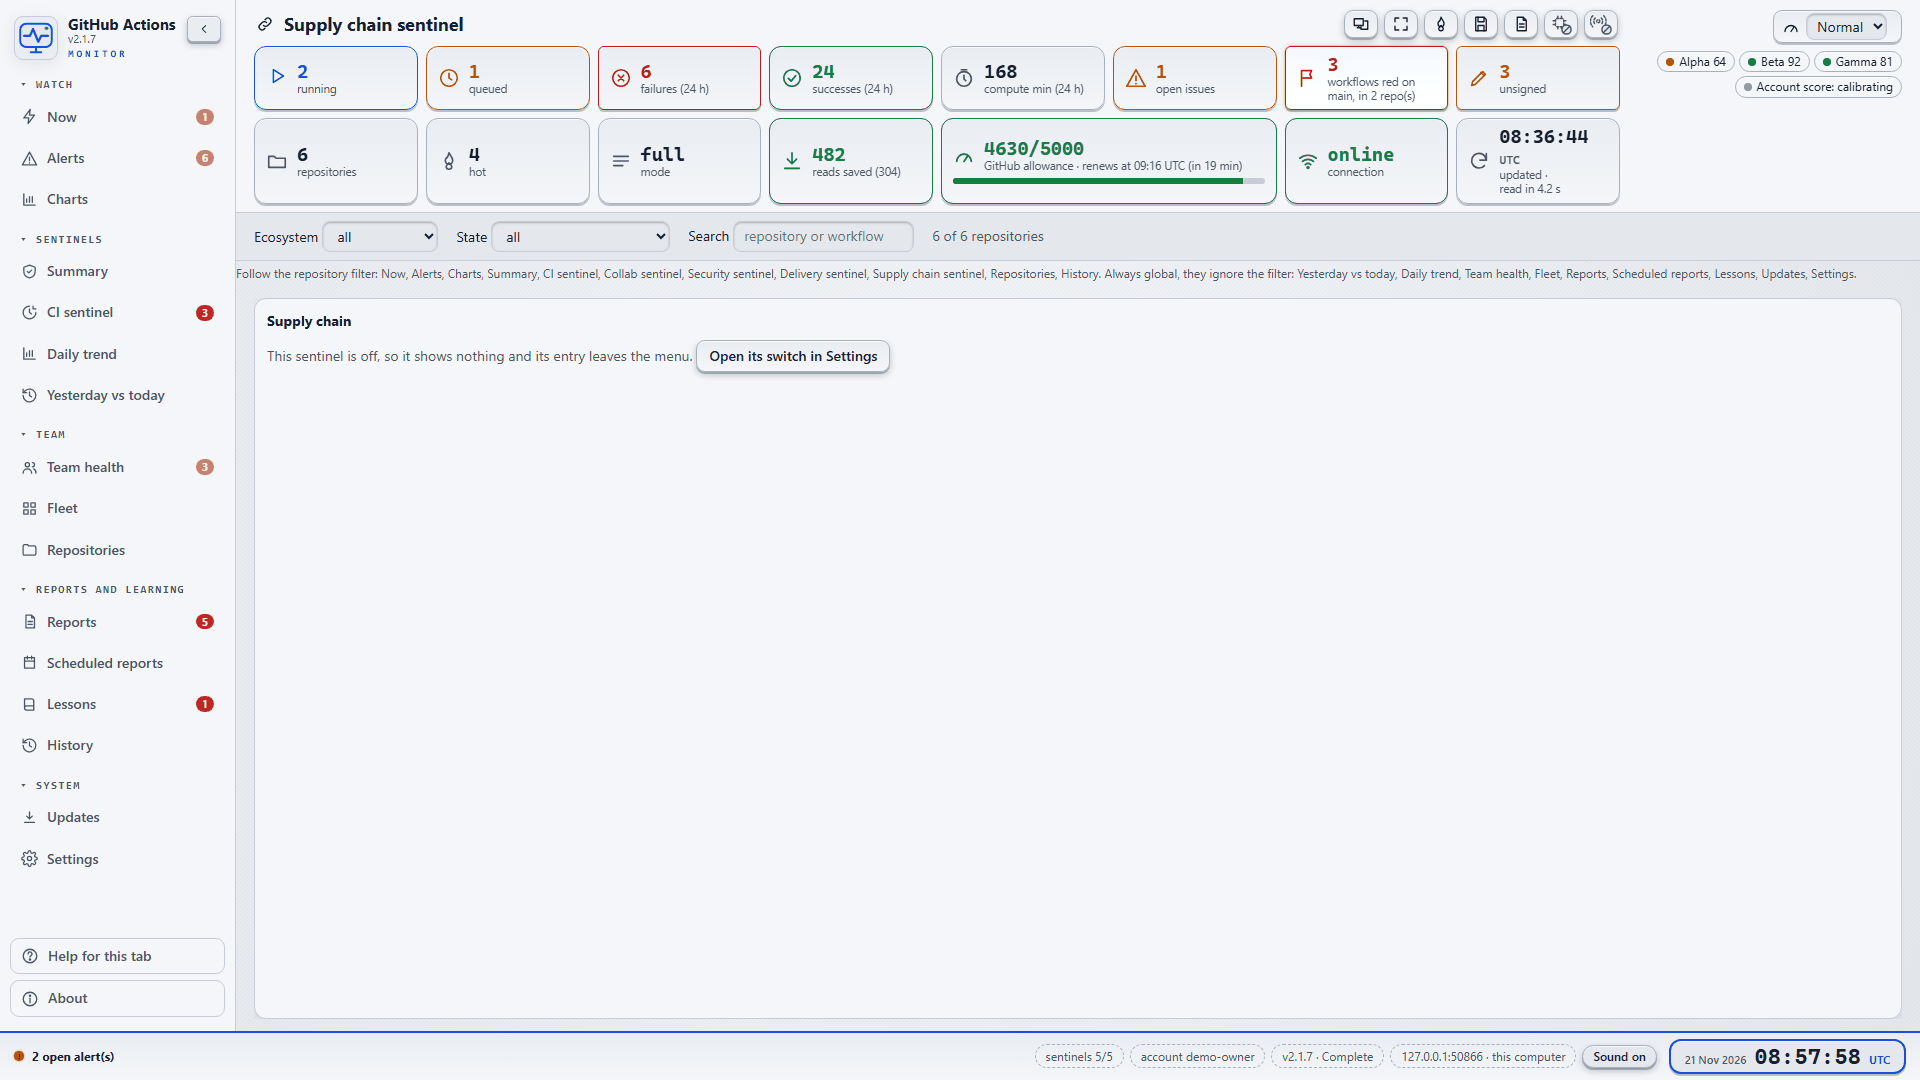 GitHub Actions
v2.1.7
MONITOR
WATCH
Now 1
Alerts 6
Charts
SENTINELS
Summary
CI sentinel 3
Daily trend
Yesterday vs today
TEAM
Team health 3
Fleet
Repositories
REPORTS AND LEARNING
Reports 5
Scheduled reports
Lessons 1
History
SYSTEM
Updates
Settings
Help for this tab
About
Supply chain sentinel
Normal
Alpha 64
Beta 92
Gamma 81
Account score: calibrating
2
running
1
queued
6
failures (24 h)
24
successes (24 h)
168
compute min (24 h)
1
open issues
3
workflows red on
main, in 2 repo(s)
3
unsigned
6
repositories
4
hot
full
mode
482
reads saved (304)
4630/5000
GitHub allowance · renews at 09:16 UTC (in 19 min)
online
connection
08:36:44
UTC
updated ·
read in 4.2 s
Ecosystem all State all Search repository or workflow 6 of 6 repositories
Follow the repository filter: Now, Alerts, Charts, Summary, CI sentinel, Collab sentinel, Security sentinel, Delivery sentinel, Supply chain sentinel, Repositories, History. Always global, they ignore the filter: Yesterday vs today, Daily trend, Team health, Fleet, Reports, Scheduled reports, Lessons, Updates, Settings.
Supply chain
This sentinel is off, so it shows nothing and its entry leaves the menu. Open its switch in Settings
2 open alert(s)
sentinels 5/5
account demo-owner
v2.1.7 · Complete
127.0.0.1:50866 · this computer
Sound on
21 Nov 2026 08:57:58 UTC